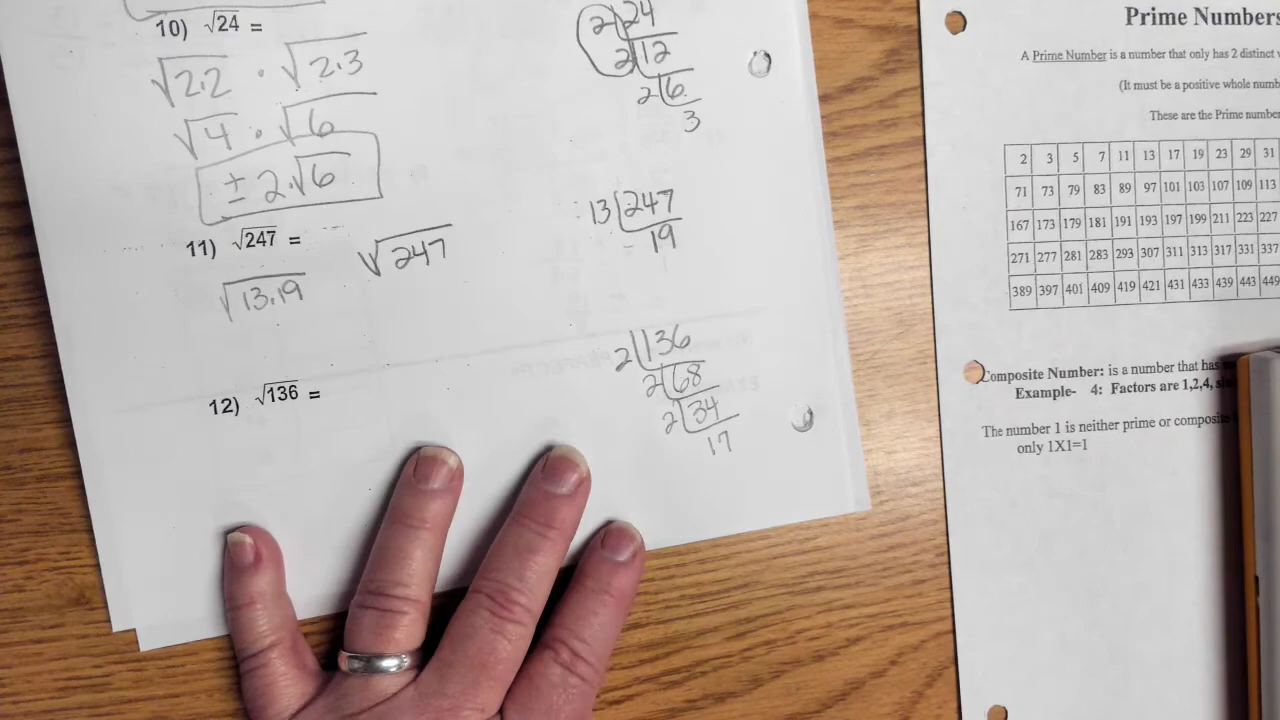 10) √24 =
√2.2 · √2.3
√4 · √6
± 2.√6
2 24
2 12
2 6
3
11) √247 =
√247
√13.19
13 247
19
12) √136 =
2 136
2 68
2 34
17
Prime Numbers
A Prime Number is a number that only has 2 distinct
(It must be a positive whole numb
These are the Prime number
2 3 5 7 11 13 17 19 23 29 31
71 73 79 83 89 97 101 103 107 109 113
167 173 179 181 191 193 197 199 211 223 227
271 277 281 283 293 307 311 313 317 331 337
389 397 401 409 419 421 431 433 439 443 449
Composite Number: is a number that has
Example- 4: Factors are 1,2,4,
The number 1 is neither prime or composite
only 1X1=1